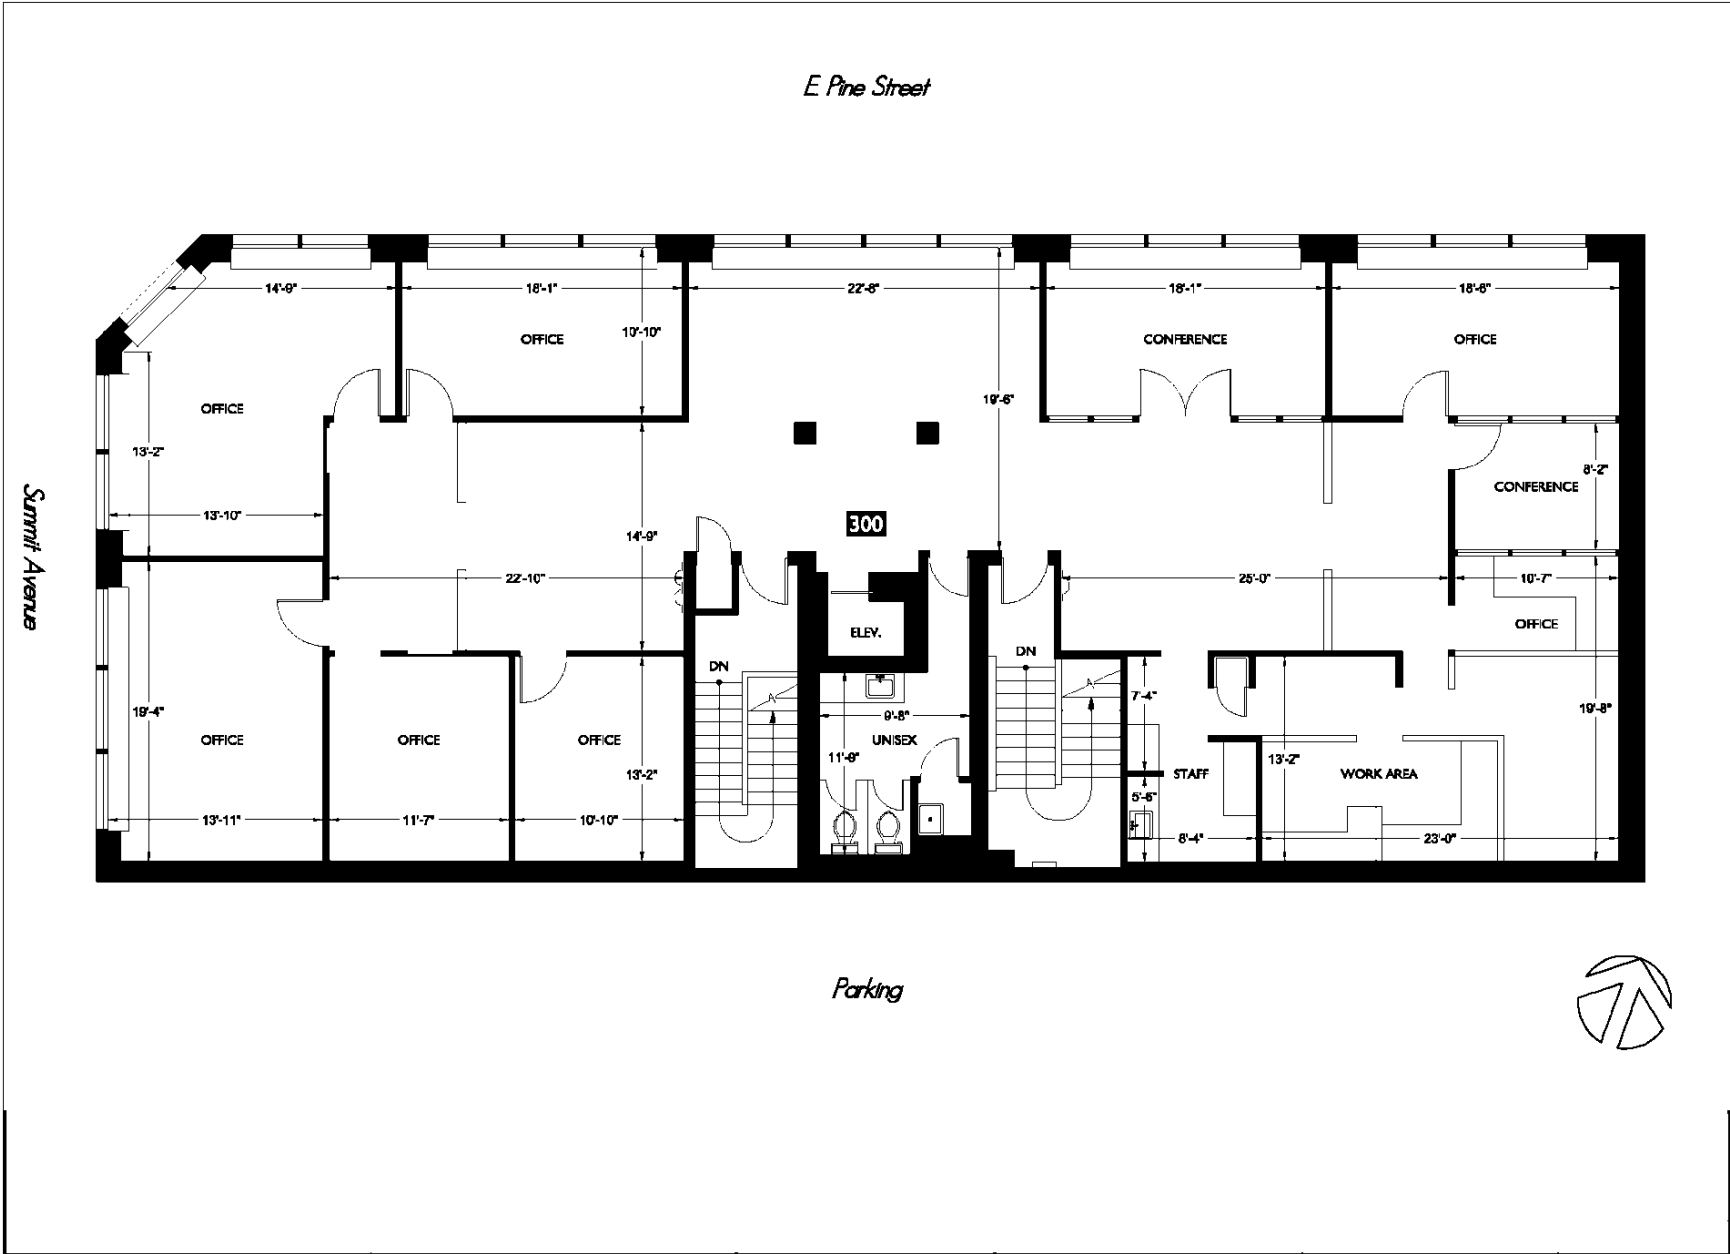 E. Pine Street
14'-9"
18'-1"
22'-8"
18'-1"
18'-6"
10'-10"
OFFICE
CONFERENCE
OFFICE
19'-6"
OFFICE
13'-2"
8'-2"
CONFERENCE
13'-10"
300
14'-9"
Summit Avenue
22'-10"
25'-0"
10'-7"
ELEV.
OFFICE
DN
DN
7'-4"
19'-4"
9'-8"
19'-8"
OFFICE
OFFICE
OFFICE
UNISEX
11'-9"
13'-2"
13'-2"
STAFF
WORK AREA
5'-6"
13'-11"
11'-7"
10'-10"
8'-4"
23'-0"
Parking